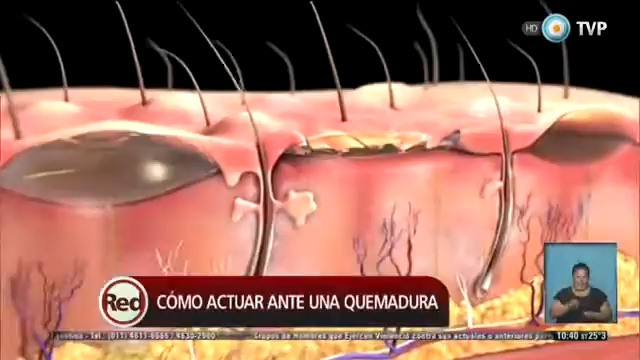 HD TVP
Red CÓMO ACTUAR ANTE UNA QUEMADURA
10:40 ST25°3
Grupos de Hombres que Ejercen Violencia contra sus actuales o anteriores